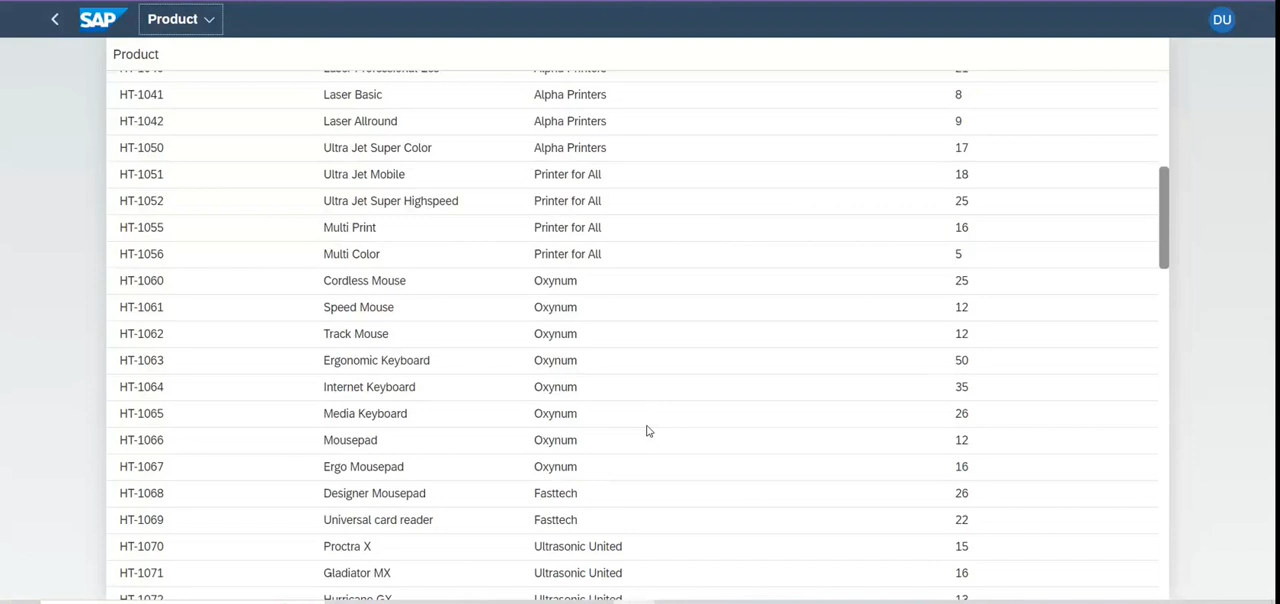 SAP Product DU
Product
HT-1041 Laser Basic Alpha Printers 8
HT-1042 Laser Allround Alpha Printers 9
HT-1050 Ultra Jet Super Color Alpha Printers 17
HT-1051 Ultra Jet Mobile Printer for All 18
HT-1052 Ultra Jet Super Highspeed Printer for All 25
HT-1055 Multi Print Printer for All 16
HT-1056 Multi Color Printer for All 5
HT-1060 Cordless Mouse Oxynum 25
HT-1061 Speed Mouse Oxynum 12
HT-1062 Track Mouse Oxynum 12
HT-1063 Ergonomic Keyboard Oxynum 50
HT-1064 Internet Keyboard Oxynum 35
HT-1065 Media Keyboard Oxynum 26
HT-1066 Mousepad Oxynum 12
HT-1067 Ergo Mousepad Oxynum 16
HT-1068 Designer Mousepad Fasttech 26
HT-1069 Universal card reader Fasttech 22
HT-1070 Proctra X Ultrasonic United 15
HT-1071 Gladiator MX Ultrasonic United 16